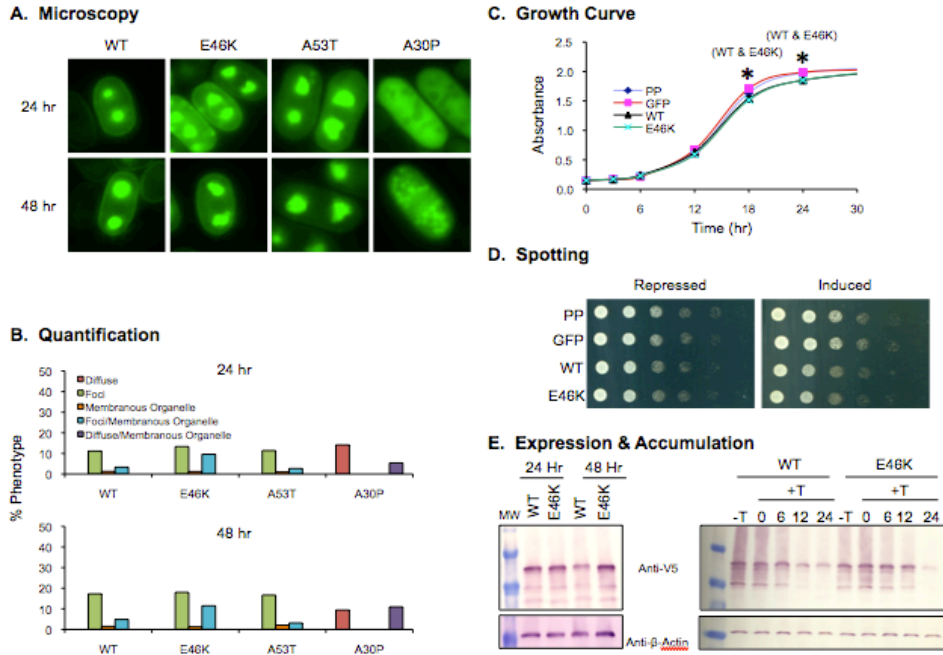 A. Microscopy
WT E46K A53T A30P
24 hr
48 hr
B. Quantification
24 hr
% Phenotype
50
40
30
20
10
0
Diffuse
Foci
Membranous Organelle
Foci/Membranous Organelle
Diffuse/Membranous Organelle
WT E46K A53T A30P
48 hr
50
40
30
20
10
0
WT E46K A53T A30P
C. Growth Curve
(WT & E46K)
(WT & E46K)
* *
Absorbance
2.5
2.0
1.5
1.0
0.5
0.0
PP
GFP
WT
E46K
0 6 12 18 24 30
Time (hr)
D. Spotting
Repressed Induced
PP
GFP
WT
E46K
E. Expression & Accumulation
24 Hr 48 Hr
MW WT E46K WT E46K
WT E46K
+T +T
-T 0 6 12 24 -T 0 6 12 24
Anti-V5
Anti-β-Actin